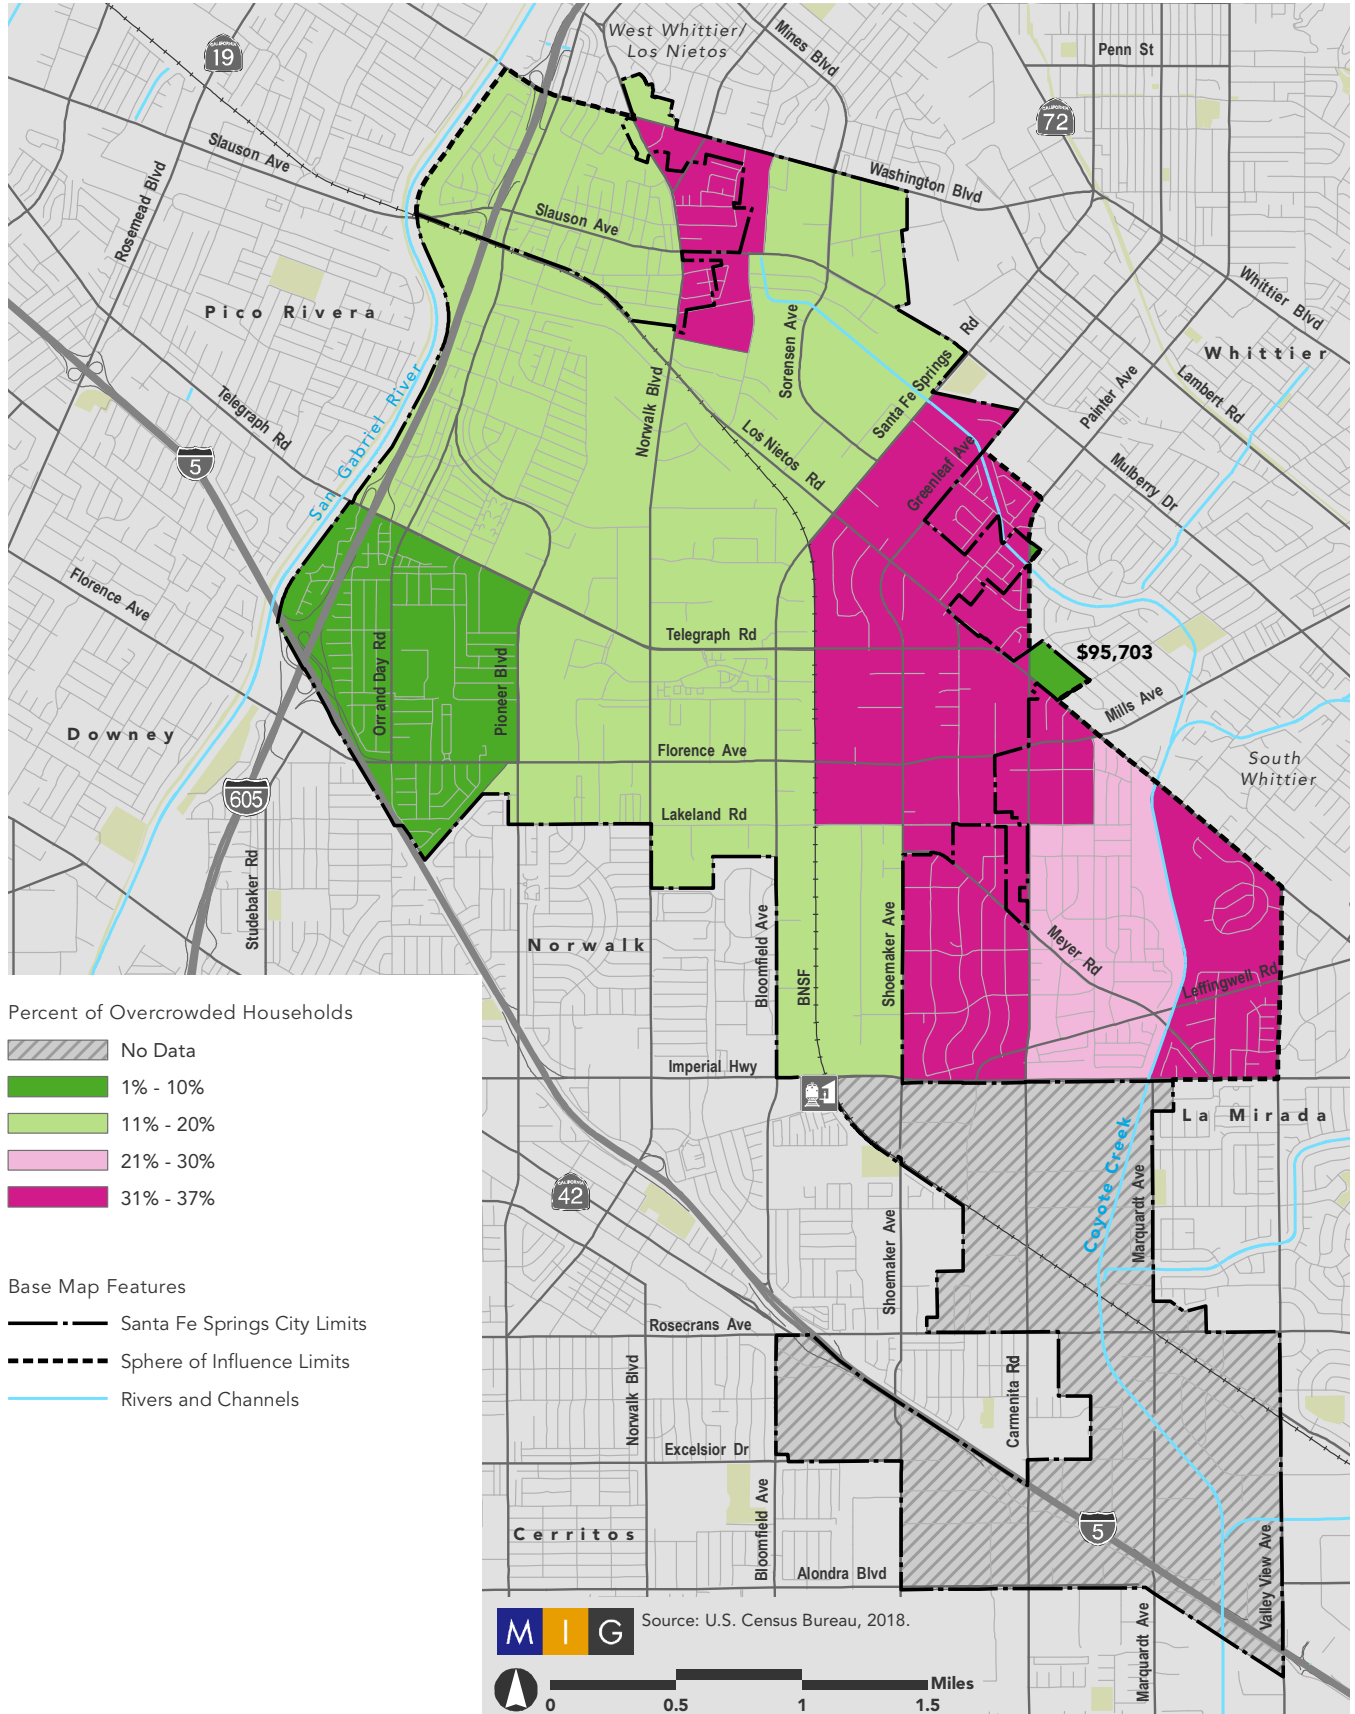 West Whittier/
Los Nietos
Mines Blvd
Penn St
CALIFORNIA
19
CALIFORNIA
72
Slauson Ave
Rosemead Blvd
Washington Blvd
Slauson Ave
Whittier Blvd
Pico Rivera
Sorensen Ave
Santa Fe Springs
Rd
Whittier
Painter Ave
Lambert Rd
Telegraph Rd
San Gabriel River
Norwalk Blvd
Los Nietos Rd
Greenleaf Ave
Mulberry Dr
5
Florence Ave
Telegraph Rd
$95,703
Orr and Day Rd
Pioneer Blvd
Mills Ave
Downey
Florence Ave
South
Whittier
605
Lakeland Rd
Studebaker Rd
Norwalk
Bloomfield Ave
BNSF
Shoemaker Ave
Meyer Rd
Leffingwell Rd
Imperial Hwy
La Mirada
Coyote Creek
Marquardt Ave
CALIFORNIA
42
Shoemaker Ave
Rosecrans Ave
Norwalk Blvd
Carmenita Rd
Excelsior Dr
Bloomfield Ave
Cerritos
5
Alondra Blvd
Valley View Ave
Marquardt Ave
Percent of Overcrowded Households
No Data
1% - 10%
11% - 20%
21% - 30%
31% - 37%
Base Map Features
Santa Fe Springs City Limits
Sphere of Influence Limits
Rivers and Channels
M I G
Source: U.S. Census Bureau, 2018.
Miles
0 0.5 1 1.5